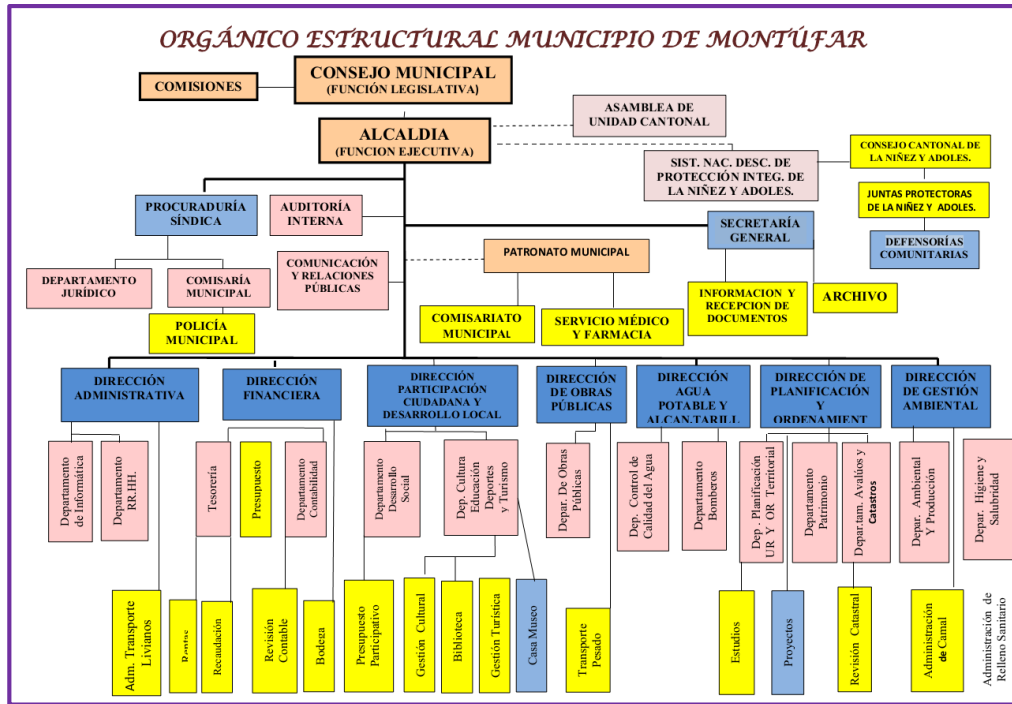 ORGÁNICO ESTRUCTURAL MUNICIPIO DE MONTÚFAR
CONSEJO MUNICIPAL
(FUNCIÓN LEGISLATIVA)
COMISIONES
ALCALDIA
(FUNCION EJECUTIVA)
ASAMBLEA DE
UNIDAD CANTONAL
SIST. NAC. DESC. DE
PROTECCIÓN INTEG. DE
LA NIÑEZ Y ADOLES.
CONSEJO CANTONAL DE
LA NIÑEZ Y ADOLES.
JUNTAS PROTECTORAS
DE LA NIÑEZ Y ADOLES.
DEFENSORÍAS
COMUNITARIAS
PROCURADURÍA
SÍNDICA
AUDITORÍA
INTERNA
SECRETARÍA
GENERAL
DEPARTAMENTO
JURÍDICO
COMISARÍA
MUNICIPAL
POLICÍA
MUNICIPAL
COMUNICACIÓN
Y RELACIONES
PÚBLICAS
PATRONATO MUNICIPAL
COMISARIATO
MUNICIPAL
SERVICIO MÉDICO
Y FARMACIA
INFORMACION Y
RECEPCION DE
DOCUMENTOS
ARCHIVO
DIRECCIÓN
ADMINISTRATIVA
DIRECCIÓN
FINANCIERA
DIRECCIÓN
PARTICIPACIÓN
CIUDADANA Y
DESARROLLO LOCAL
DIRECCIÓN
DE OBRAS
PÚBLICAS
DIRECCIÓN
AGUA
POTABLE Y
ALCAN.TARILL
DIRECCIÓN DE
PLANIFICACIÓN
Y
ORDENAMIENT
DIRECCIÓN
DE GESTIÓN
AMBIENTAL
Departamento
de Informática
Departamento
RR.HH.
Tesorería
Presupuesto
Departamento
Contabilidad
Departamento
Desarrollo
Social
Dep. Cultura
Educación
Deportes
y Turismo
Depar. De Obras
Públicas
Dep. Control de
Calidad del Agua
Departamento
Bomberos
Dep. Planificación
UR Y OR Territorial
Departamento
Patrimonio
Depar.tam. Avalúos y
Catastros
Depar. Ambiental
Y Producción
Depar. Higiene y
Salubridad
Adm. Transporte
Livianos
Rentas
Recaudación
Revisión
Contable
Bodega
Presupuesto
Participativo
Gestión Cultural
Biblioteca
Gestión Turística
Casa Museo
Transporte
Pesado
Estudios
Proyectos
Revisión Catastral
Administración
de Camal
Administración de
Relleno Sanitario